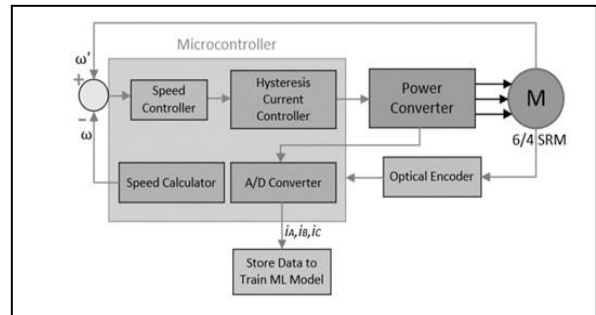 Microcontroller
ω'
+
Speed
Controller
Hysteresis
Current
Controller
Power
Converter
M
6/4 SRM
-
ω
Speed Calculator
A/D Converter
Optical Encoder
iA,iB,iC
Store Data to
Train ML Model